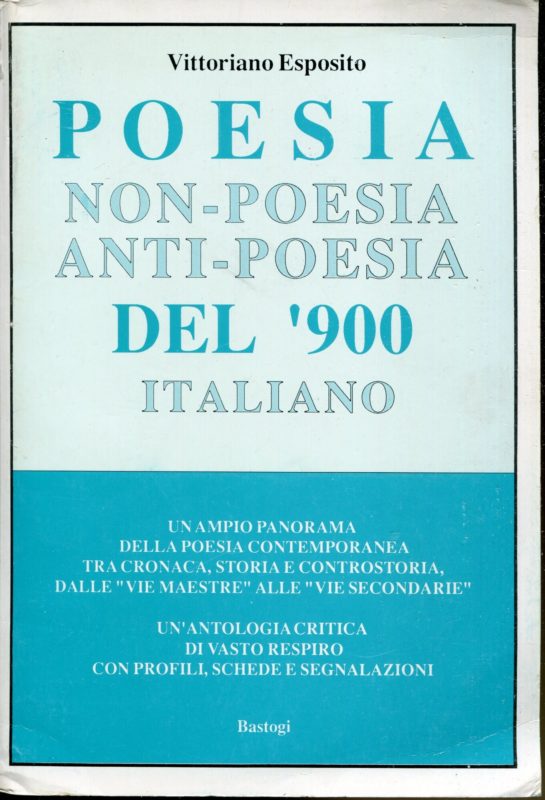 Vittoriano Esposito
POESIA
NON-POESIA
ANTI-POESIA
DEL '900
ITALIANO
UN AMPIO PANORAMA
DELLA POESIA CONTEMPORANEA
TRA CRONACA, STORIA E CONTROSTORIA,
DALLE "VIE MAESTRE" ALLE "VIE SECONDARIE"
UN'ANTOLOGIA CRITICA
DI VASTO RESPIRO
CON PROFILI, SCHEDE E SEGNALAZIONI
Bastogi